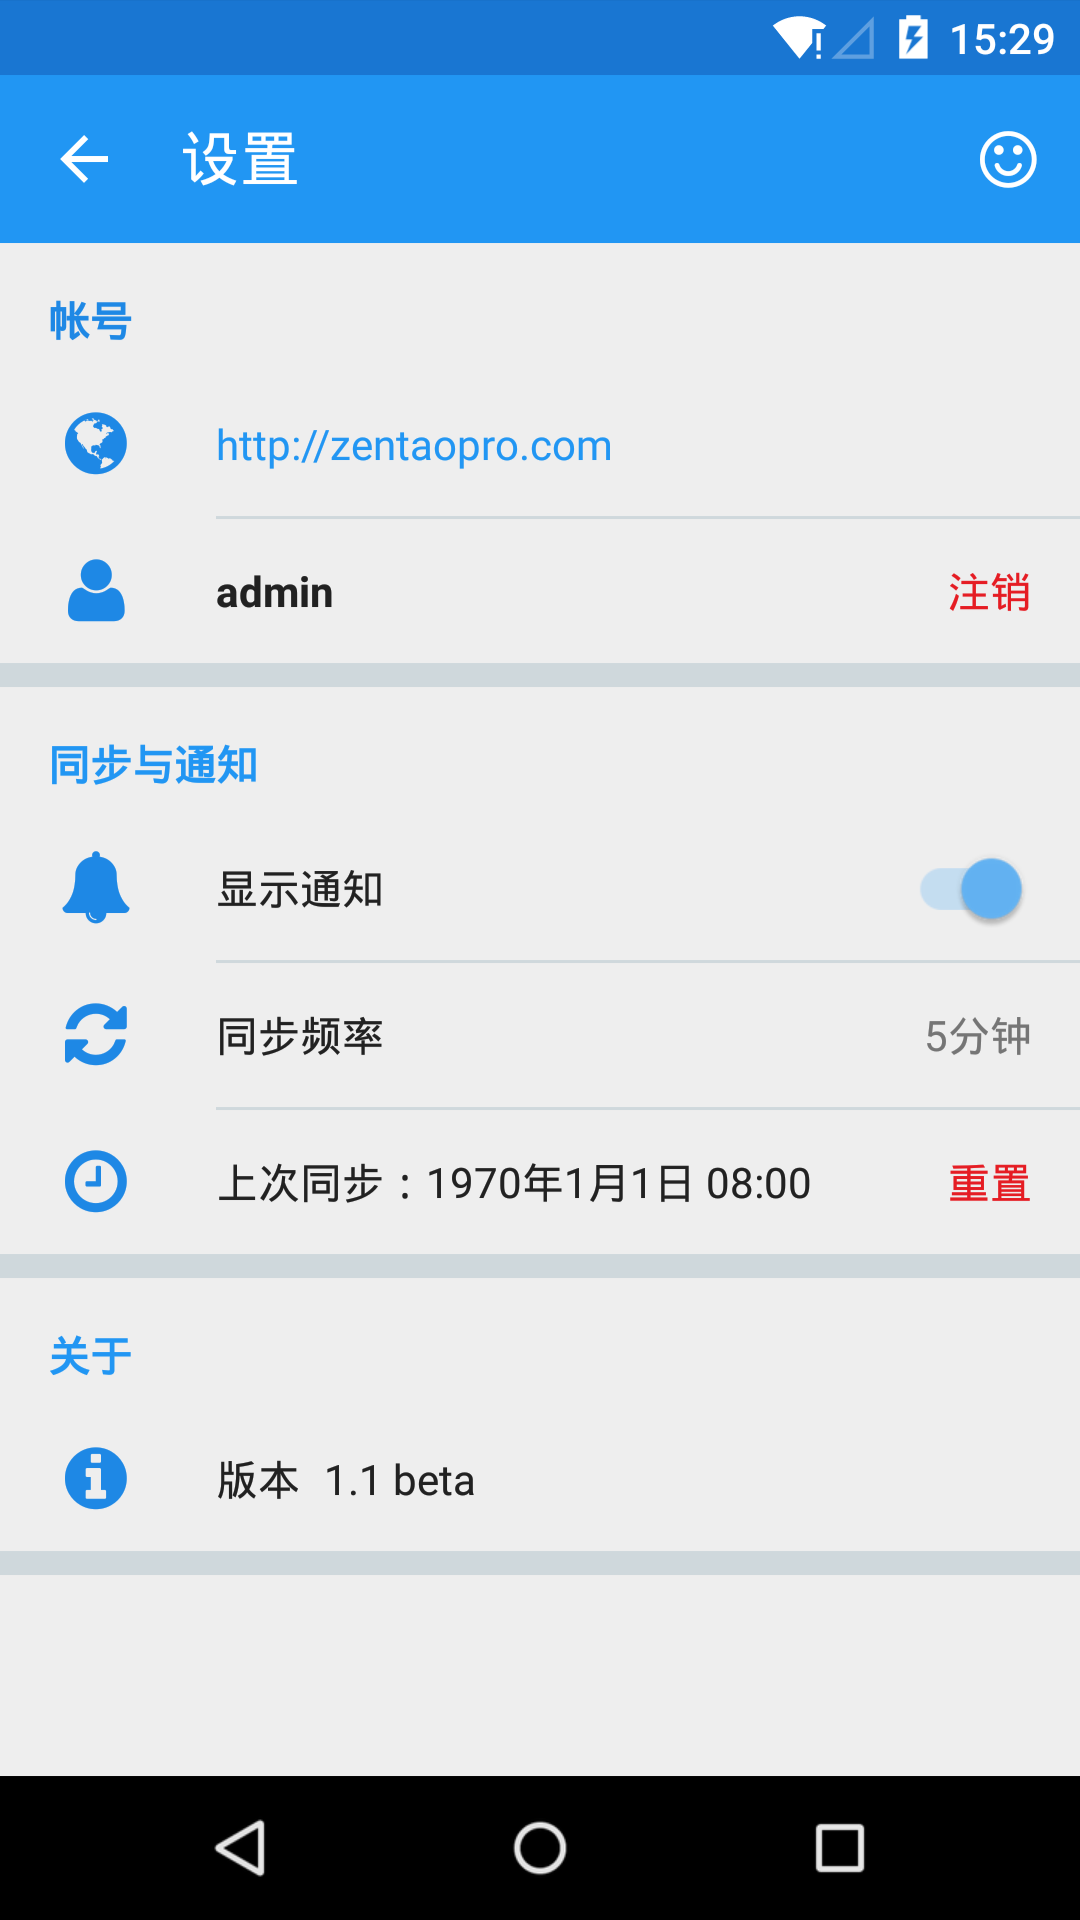 15:29
设置
帐号
http://zentaopro.com
admin 注销
同步与通知
显示通知
同步频率 5分钟
上次同步：1970年1月1日 08:00 重置
关于
版本 1.1 beta